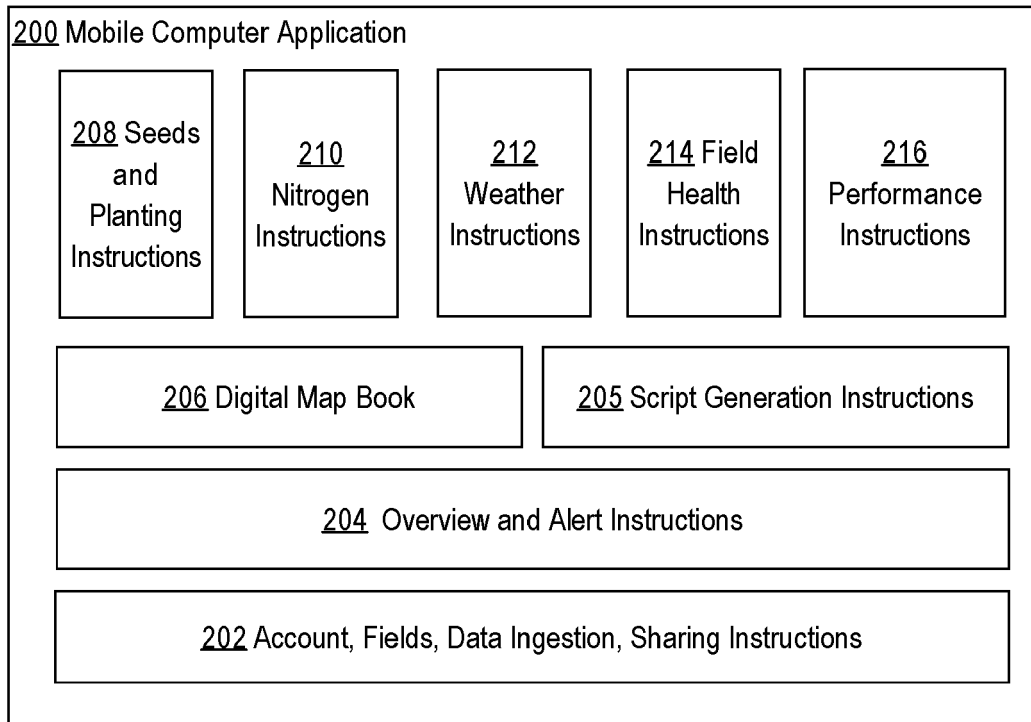 200 Mobile Computer Application
208 Seeds
and
Planting
Instructions
210
Nitrogen
Instructions
212
Weather
Instructions
214 Field
Health
Instructions
216
Performance
Instructions
206 Digital Map Book
205 Script Generation Instructions
204 Overview and Alert Instructions
202 Account, Fields, Data Ingestion, Sharing Instructions